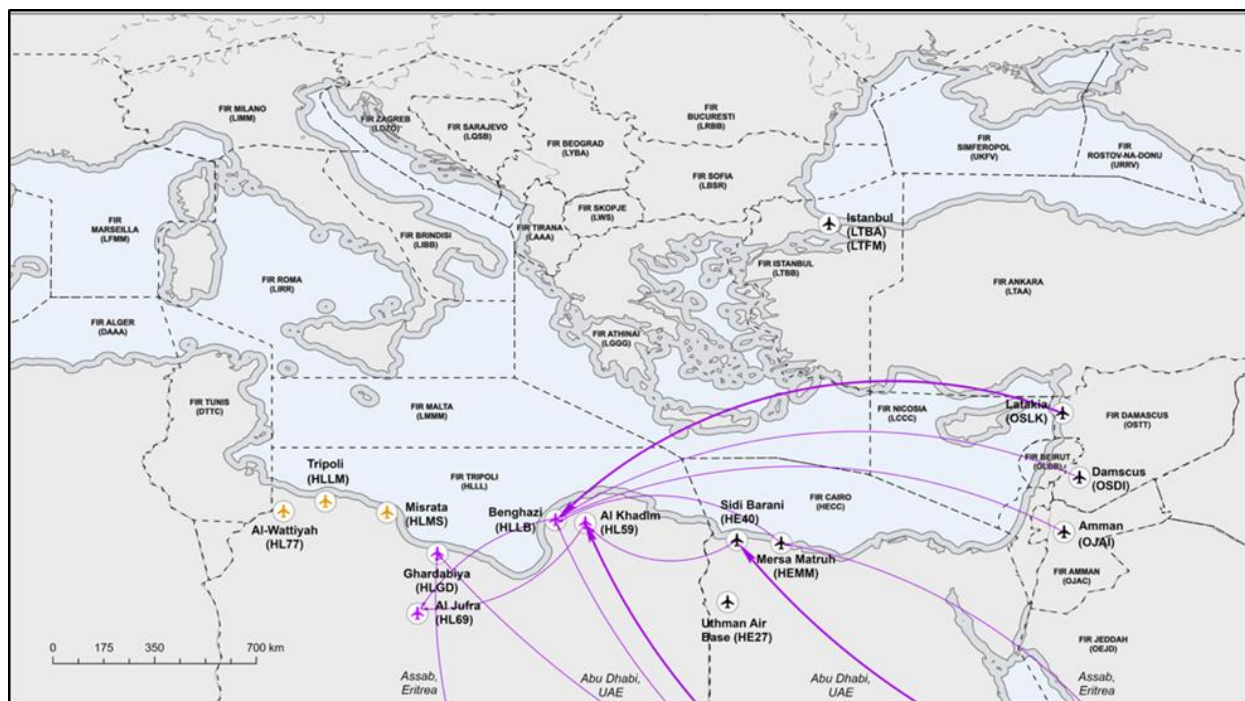 FIR MILANO
(LIMM)
FIR ZAGREB
(LDZO)
FIR SARAJEVO
(LQSB)
FIR BEOGRAD
(LYBA)
FIR
BUCURESTI
(LRBB)
FIR
SIMFEROPOL
(UKFV)
FIR
ROSTOV-NA-DONU
(URRV)
FIR SOFIA
(LBSR)
FIR SKOPJE
(LWS)
FIR
MARSEILLA
(LFMM)
FIR BRINDISI
(LIBB)
FIR TIRANA
(LAAA)
Istanbul
(LTBA)
(LTFM)
FIR ISTANBUL
(LTBB)
FIR ROMA
(LIRR)
FIR ANKARA
(LTAA)
FIR ALGER
(DAAA)
FIR ATHINAI
(LGGG)
FIR TUNIS
(DTTC)
FIR MALTA
(LMMM)
FIR NICOSIA
(LCCC)
Latakia
(OSLK)
FIR DAMASCUS
(OSTT)
FIR BEIRUT
(OLBB)
Damscus
(OSDI)
Tripoli
(HLLM)
FIR TRIPOLI
(HLLL)
FIR CAIRO
(HECC)
Misrata
(HLMS)
Al-Wattiyah
(HL77)
Benghazi
(HLLB)
Al Khadim
(HL59)
Sidi Barani
(HE40)
Mersa Matruh
(HEMM)
Amman
(OJAI)
FIR AMMAN
(OJAC)
Ghardabiya
(HLGD)
Al Jufra
(HL69)
Uthman Air
Base (HE27)
FIR JEDDAH
(OEJD)
0 175 350 700 km
Assab,
Eritrea
Abu Dhabi,
UAE
Abu Dhabi,
UAE
Assab,
Eritrea